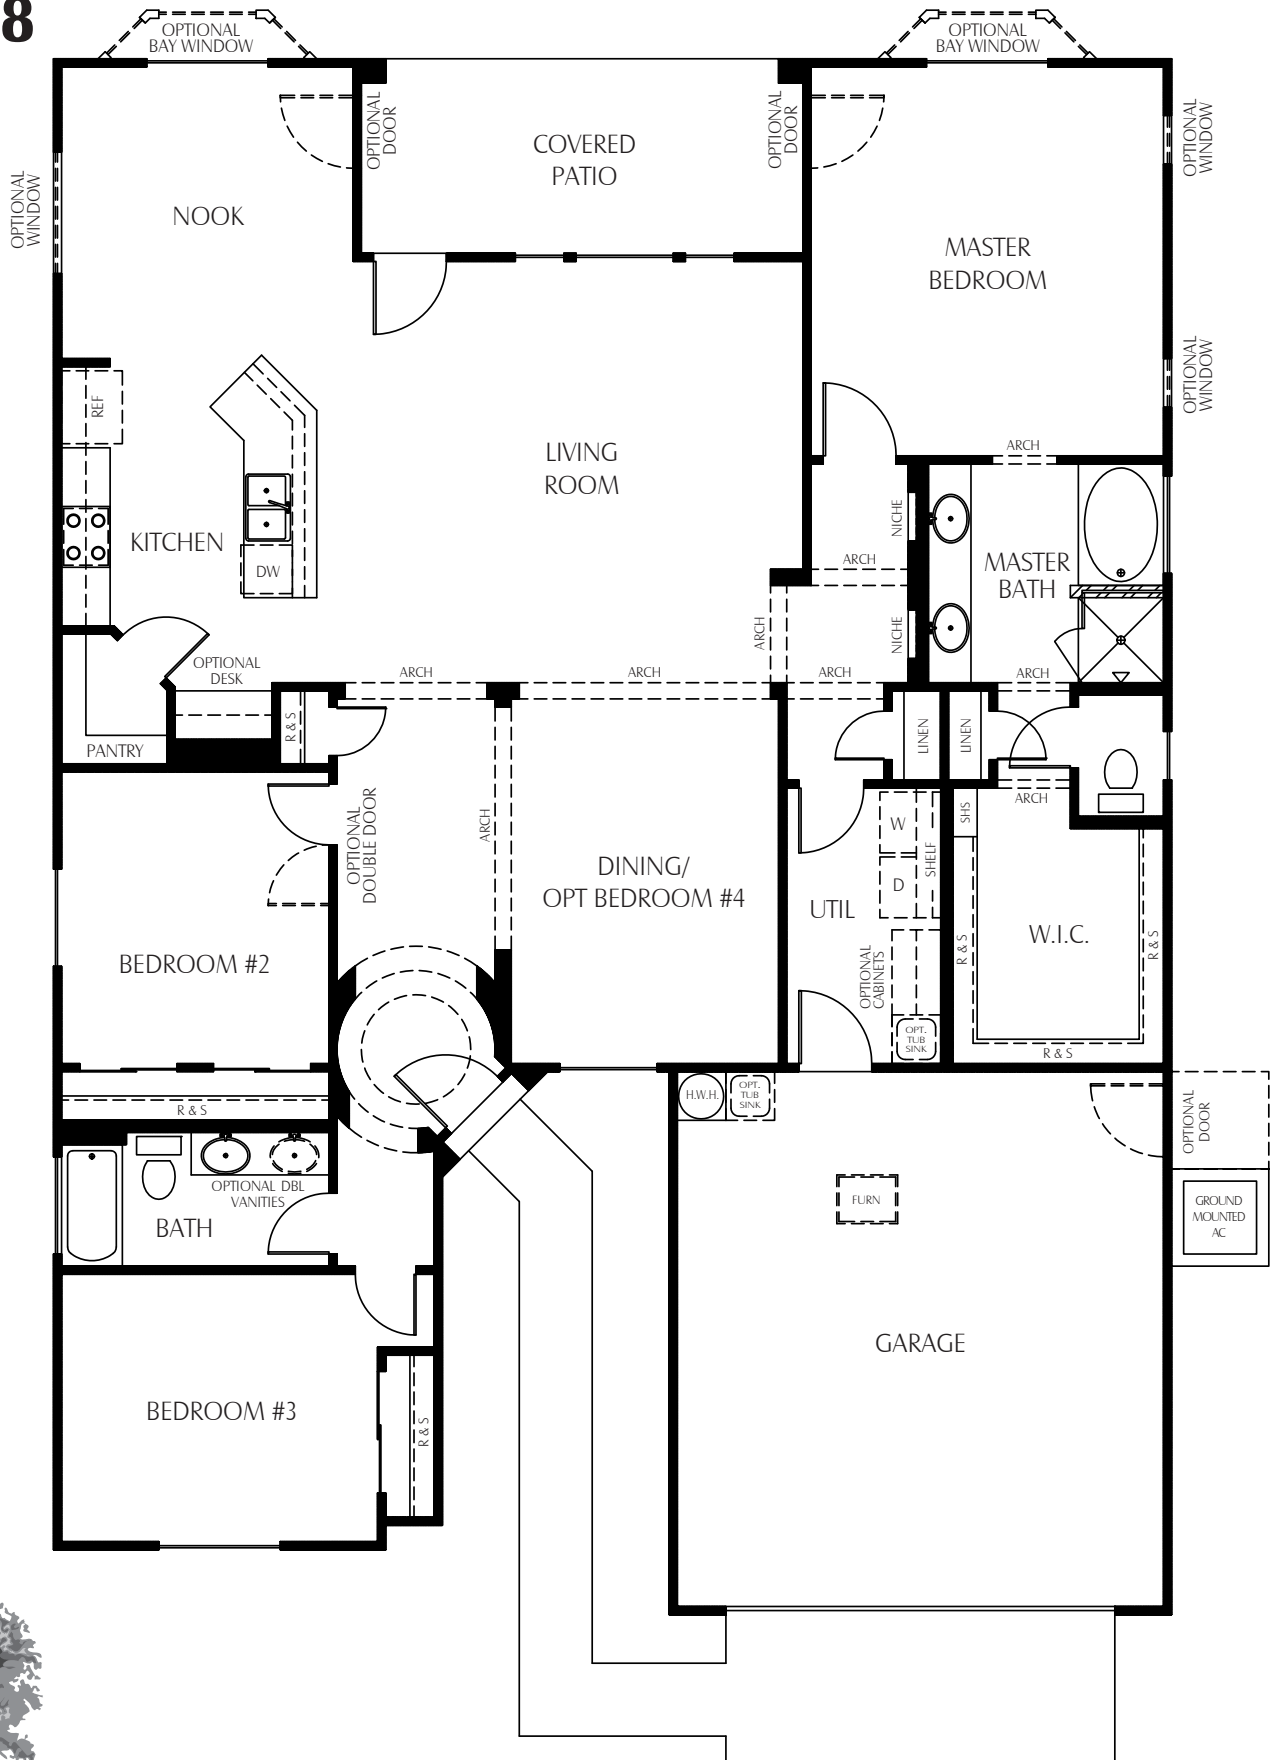 8
OPTIONAL
BAY WINDOW
OPTIONAL
BAY WINDOW
OPTIONAL
DOOR
COVERED
PATIO
OPTIONAL
DOOR
OPTIONAL
WINDOW
OPTIONAL
WINDOW
NOOK
MASTER
BEDROOM
OPTIONAL
WINDOW
REF
LIVING
ROOM
ARCH
NICHE
KITCHEN
DW
ARCH
MASTER
BATH
ARCH
NICHE
OPTIONAL
DESK
ARCH
ARCH
ARCH
ARCH
PANTRY
R & S
LINEN
LINEN
ARCH
OPTIONAL
DOUBLE DOOR
ARCH
W
SHELF
SHS
D
DINING/
OPT BEDROOM #4
UTIL
W.I.C.
R & S
R & S
BEDROOM #2
OPTIONAL
CABINETS
OPT.
TUB
SINK
R & S
R & S
H.W.H.
OPT.
TUB
SINK
OPTIONAL
DOOR
OPTIONAL DBL
VANITIES
BATH
FURN
GROUND
MOUNTED
AC
GARAGE
BEDROOM #3
R & S